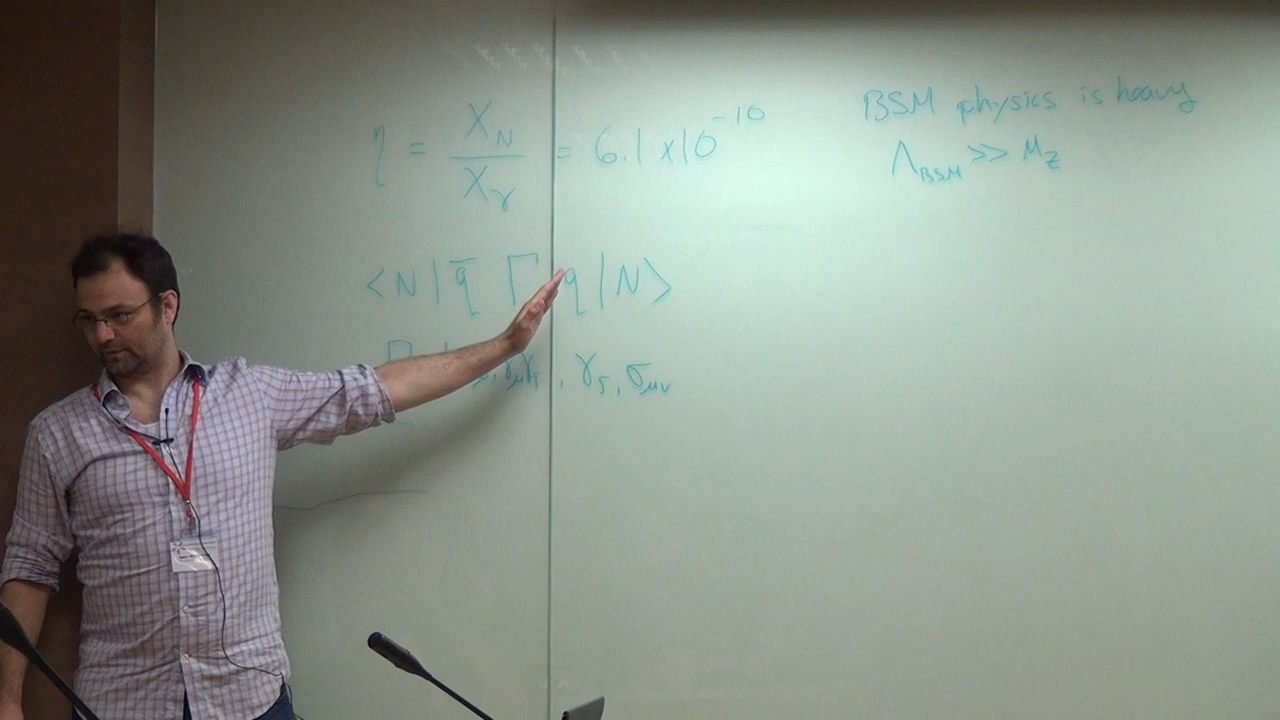 η = X_N / X_γ = 6.1 x 10^-10
<N| q̄ Γ q |N>
γ_5, σ_μν
BSM physics is heavy
Λ_BSM >> M_Z